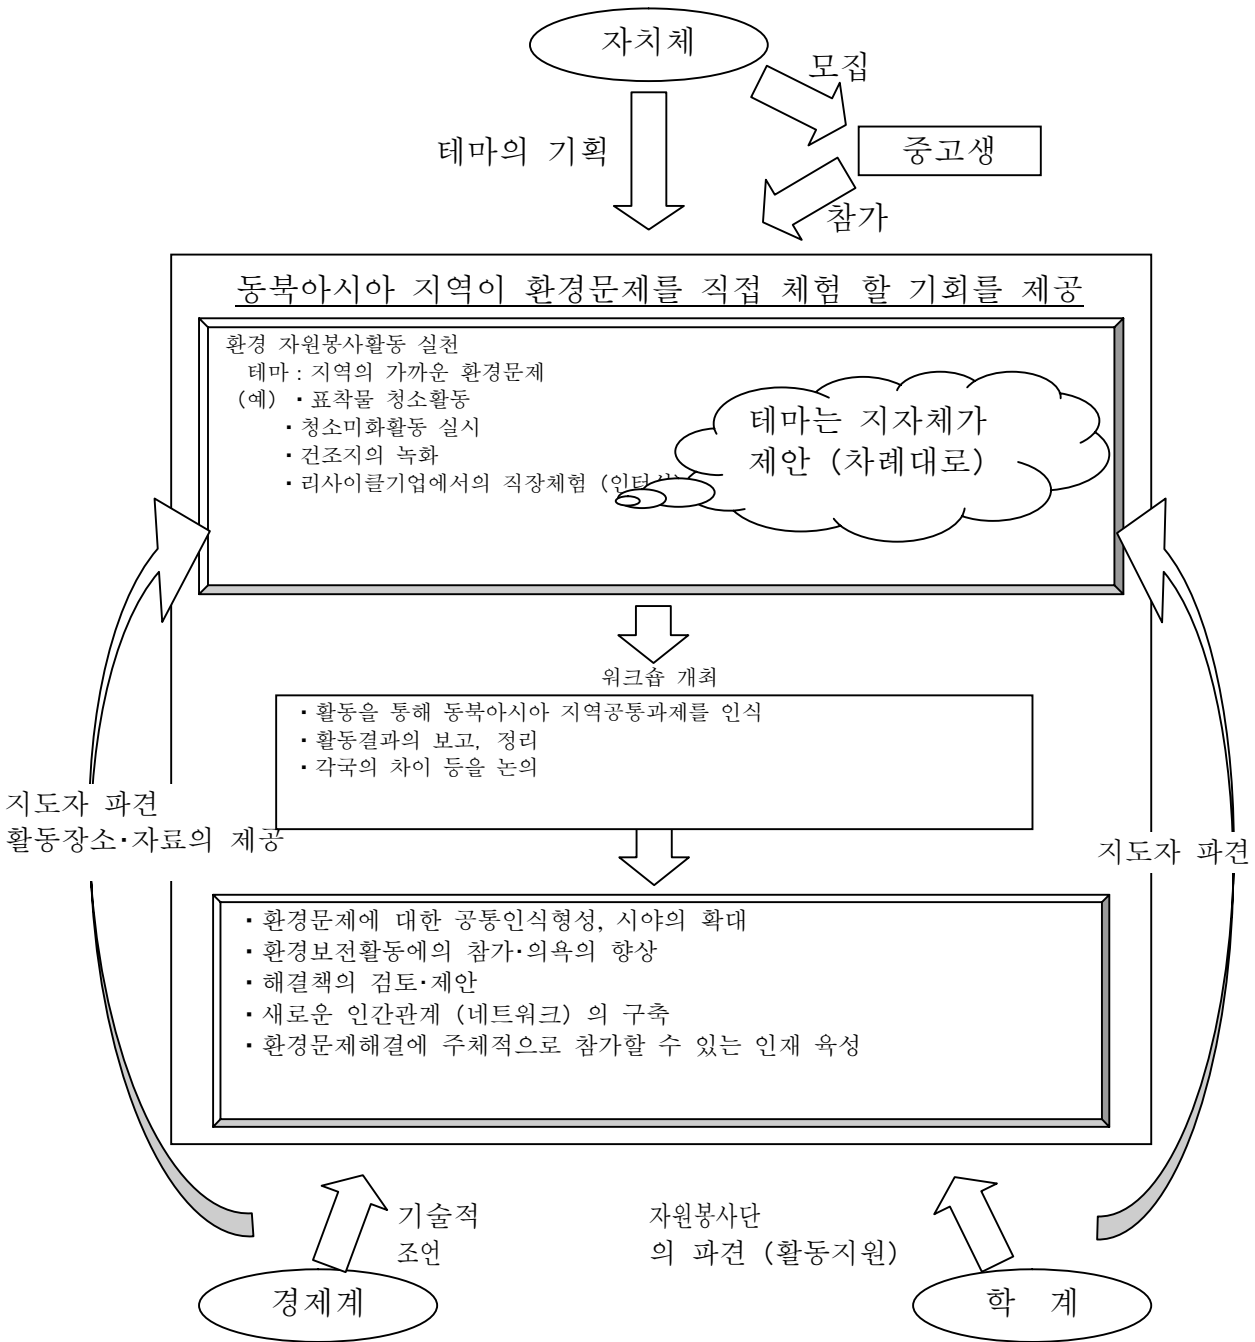 자치체
모집
테마의 기획
중고생
참가
동북아시아 지역이 환경문제를 직접 체험 할 기회를 제공
환경 자원봉사활동 실천
테마 : 지역의 가까운 환경문제
(예) ・표착물 청소활동
・청소미화활동 실시
・건조지의 녹화
・리사이클기업에서의 직장체험 (인터
테마는 지자체가
제안 (차례대로)
워크숍 개최
・활동을 통해 동북아시아 지역공통과제를 인식
・활동결과의 보고, 정리
・각국의 차이 등을 논의
지도자 파견
활동장소・자료의 제공
지도자 파견
・환경문제에 대한 공통인식형성, 시야의 확대
・환경보전활동에의 참가・의욕의 향상
・해결책의 검토・제안
・새로운 인간관계 (네트워크) 의 구축
・환경문제해결에 주체적으로 참가할 수 있는 인재 육성
기술적
조언
자원봉사단
의 파견 (활동지원)
경제계
학 계